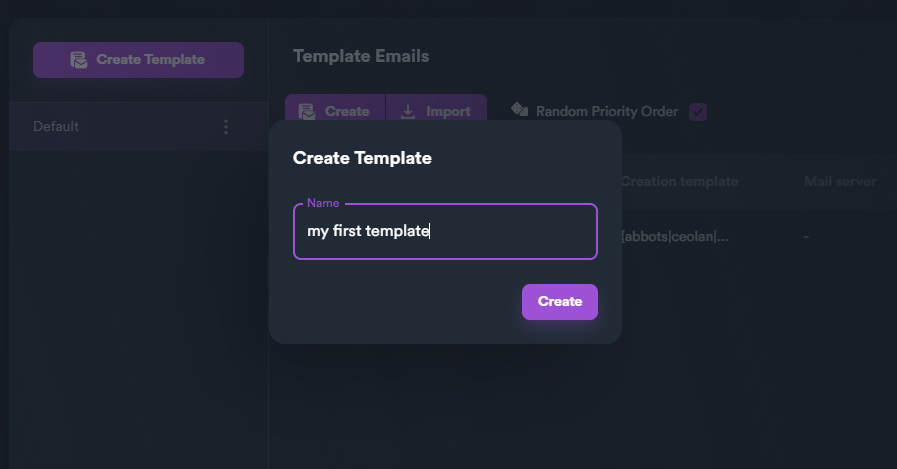 Create Template
Template Emails
Create
Import
Random Priority Order
Default
Create Template
Creation template
Mail server
Name
my first template
{abbots|ceolan|...
-
Create